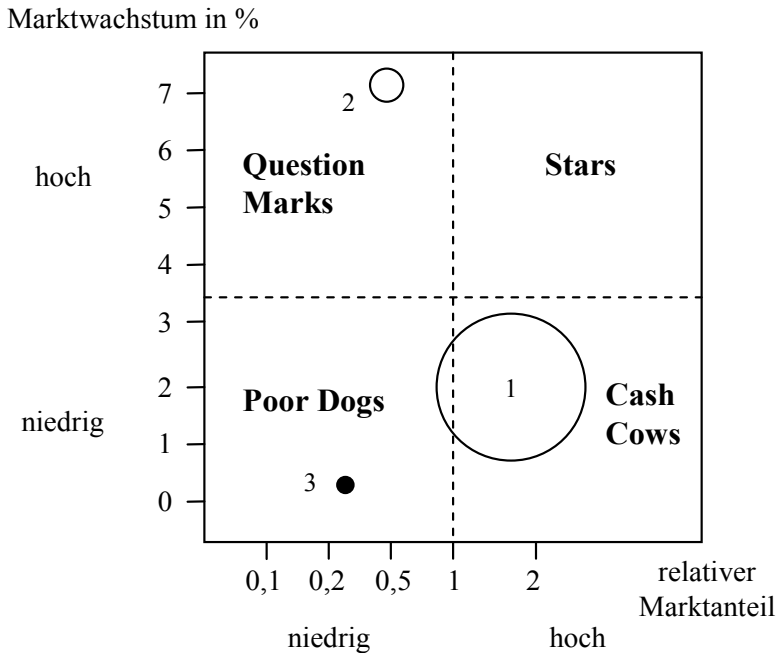 Marktwachstum in %
7
2
6
Question
Marks
Stars
hoch
5
4
3
2
1
Poor Dogs
Cash
Cows
niedrig
1
3
0
0,1
0,2
0,5
1
2
relativer
Marktanteil
niedrig
hoch